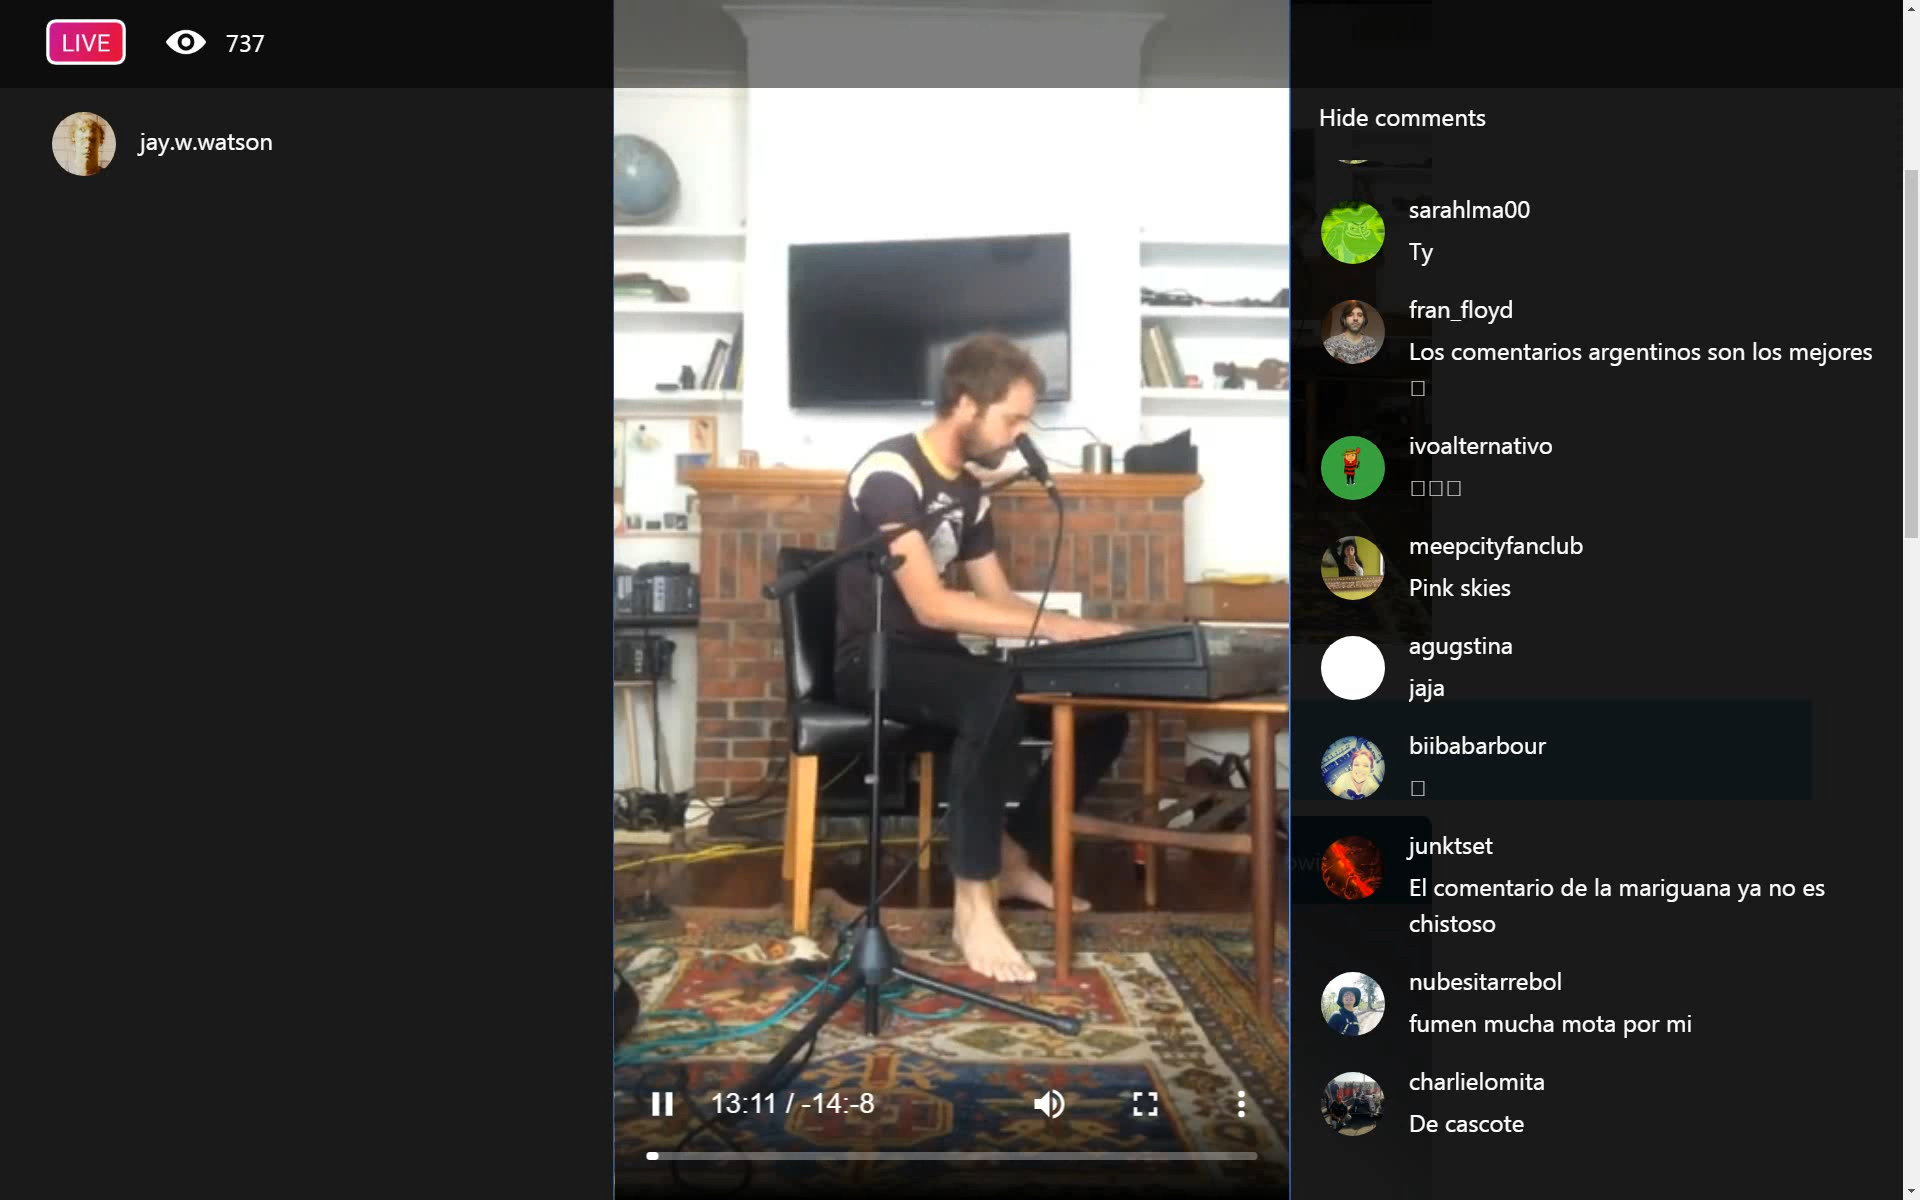 LIVE
737
jay.w.watson
Hide comments
sarahlma00
Ty
fran_floyd
Los comentarios argentinos son los mejores
ivoalternativo
meepcityfanclub
Pink skies
agugstina
jaja
biibabarbour
junktset
El comentario de la mariguana ya no es
chistoso
nubesitarrebol
fumen mucha mota por mi
charlielomita
De cascote
13:11 / -14:-8